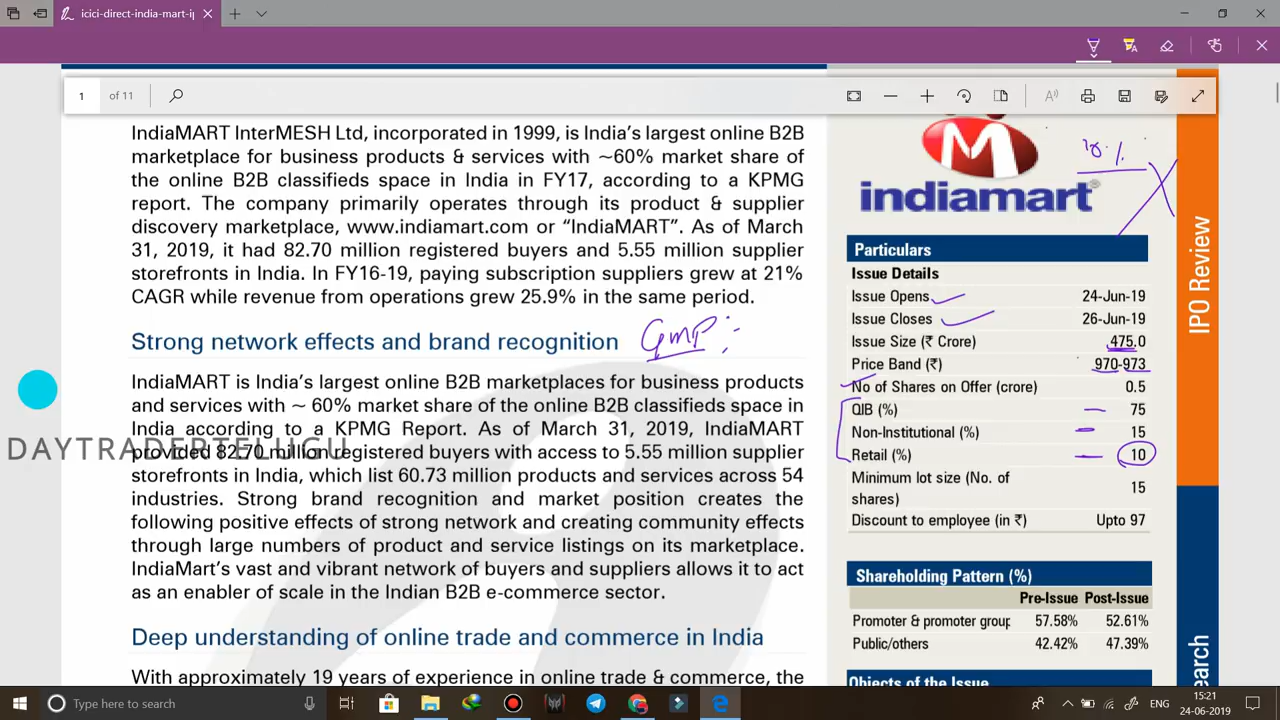 icici-direct-india-mart-ip
1 of 11
IndiaMART InterMESH Ltd, incorporated in 1999, is India's largest online B2B
marketplace for business products & services with ~60% market share of
the online B2B classifieds space in India in FY17, according to a KPMG
report. The company primarily operates through its product & supplier
discovery marketplace, www.indiamart.com or "IndiaMART". As of March
31, 2019, it had 82.70 million registered buyers and 5.55 million supplier
storefronts in India. In FY16-19, paying subscription suppliers grew at 21%
CAGR while revenue from operations grew 25.9% in the same period.
Strong network effects and brand recognition GMP :-
IndiaMART is India's largest online B2B marketplaces for business products
and services with ~ 60% market share of the online B2B classifieds space in
India according to a KPMG Report. As of March 31, 2019, IndiaMART
provided 82.70 million registered buyers with access to 5.55 million supplier
storefronts in India, which list 60.73 million products and services across 54
industries. Strong brand recognition and market position creates the
following positive effects of strong network and creating community effects
through large numbers of product and service listings on its marketplace.
IndiaMart's vast and vibrant network of buyers and suppliers allows it to act
as an enabler of scale in the Indian B2B e-commerce sector.
Deep understanding of online trade and commerce in India
With approximately 19 years of experience in online trade & commerce, the
DAYTRADERTELUGU
indiamart®
Particulars
Issue Details
Issue Opens 24-Jun-19
Issue Closes 26-Jun-19
Issue Size (₹ Crore) 475.0
Price Band (₹) 970-973
No of Shares on Offer (crore) 0.5
QIB (%) 75
Non-Institutional (%) 15
Retail (%) 10
Minimum lot size (No. of
shares) 15
Discount to employee (in ₹) Upto 97
Shareholding Pattern (%)
Pre-Issue Post-Issue
Promoter & promoter group 57.58% 52.61%
Public/others 42.42% 47.39%
Objects of the Issue
IPO Review
search
Type here to search
ENG
15:21
24-06-2019